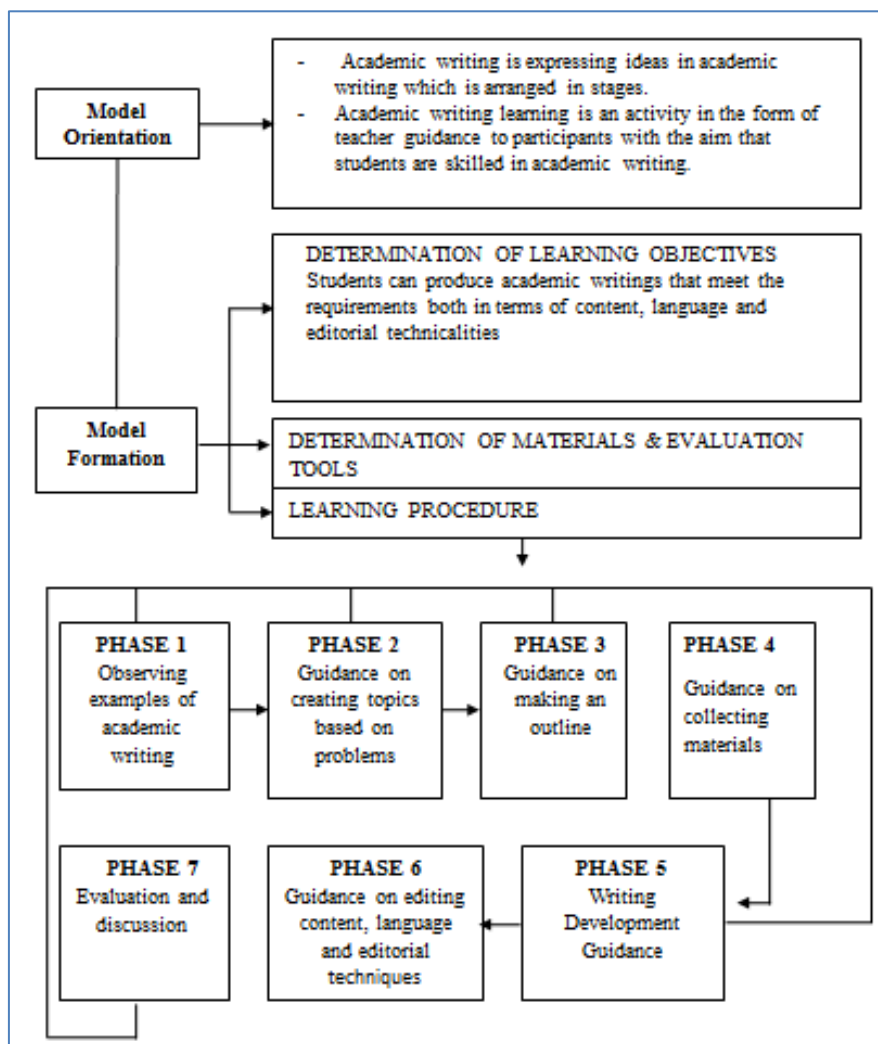 Model
Orientation
- Academic writing is expressing ideas in academic
writing which is arranged in stages.
- Academic writing learning is an activity in the form of
teacher guidance to participants with the aim that
students are skilled in academic writing.
DETERMINATION OF LEARNING OBJECTIVES
Students can produce academic writings that meet the
requirements both in terms of content, language and
editorial technicalities
Model
Formation
DETERMINATION OF MATERIALS & EVALUATION
TOOLS
LEARNING PROCEDURE
PHASE 1
Observing
examples of
academic
writing
PHASE 2
Guidance on
creating topics
based on
problems
PHASE 3
Guidance on
making an
outline
PHASE 4
Guidance on
collecting
materials
PHASE 7
Evaluation and
discussion
PHASE 6
Guidance on editing
content, language
and editorial
techniques
PHASE 5
Writing
Development
Guidance